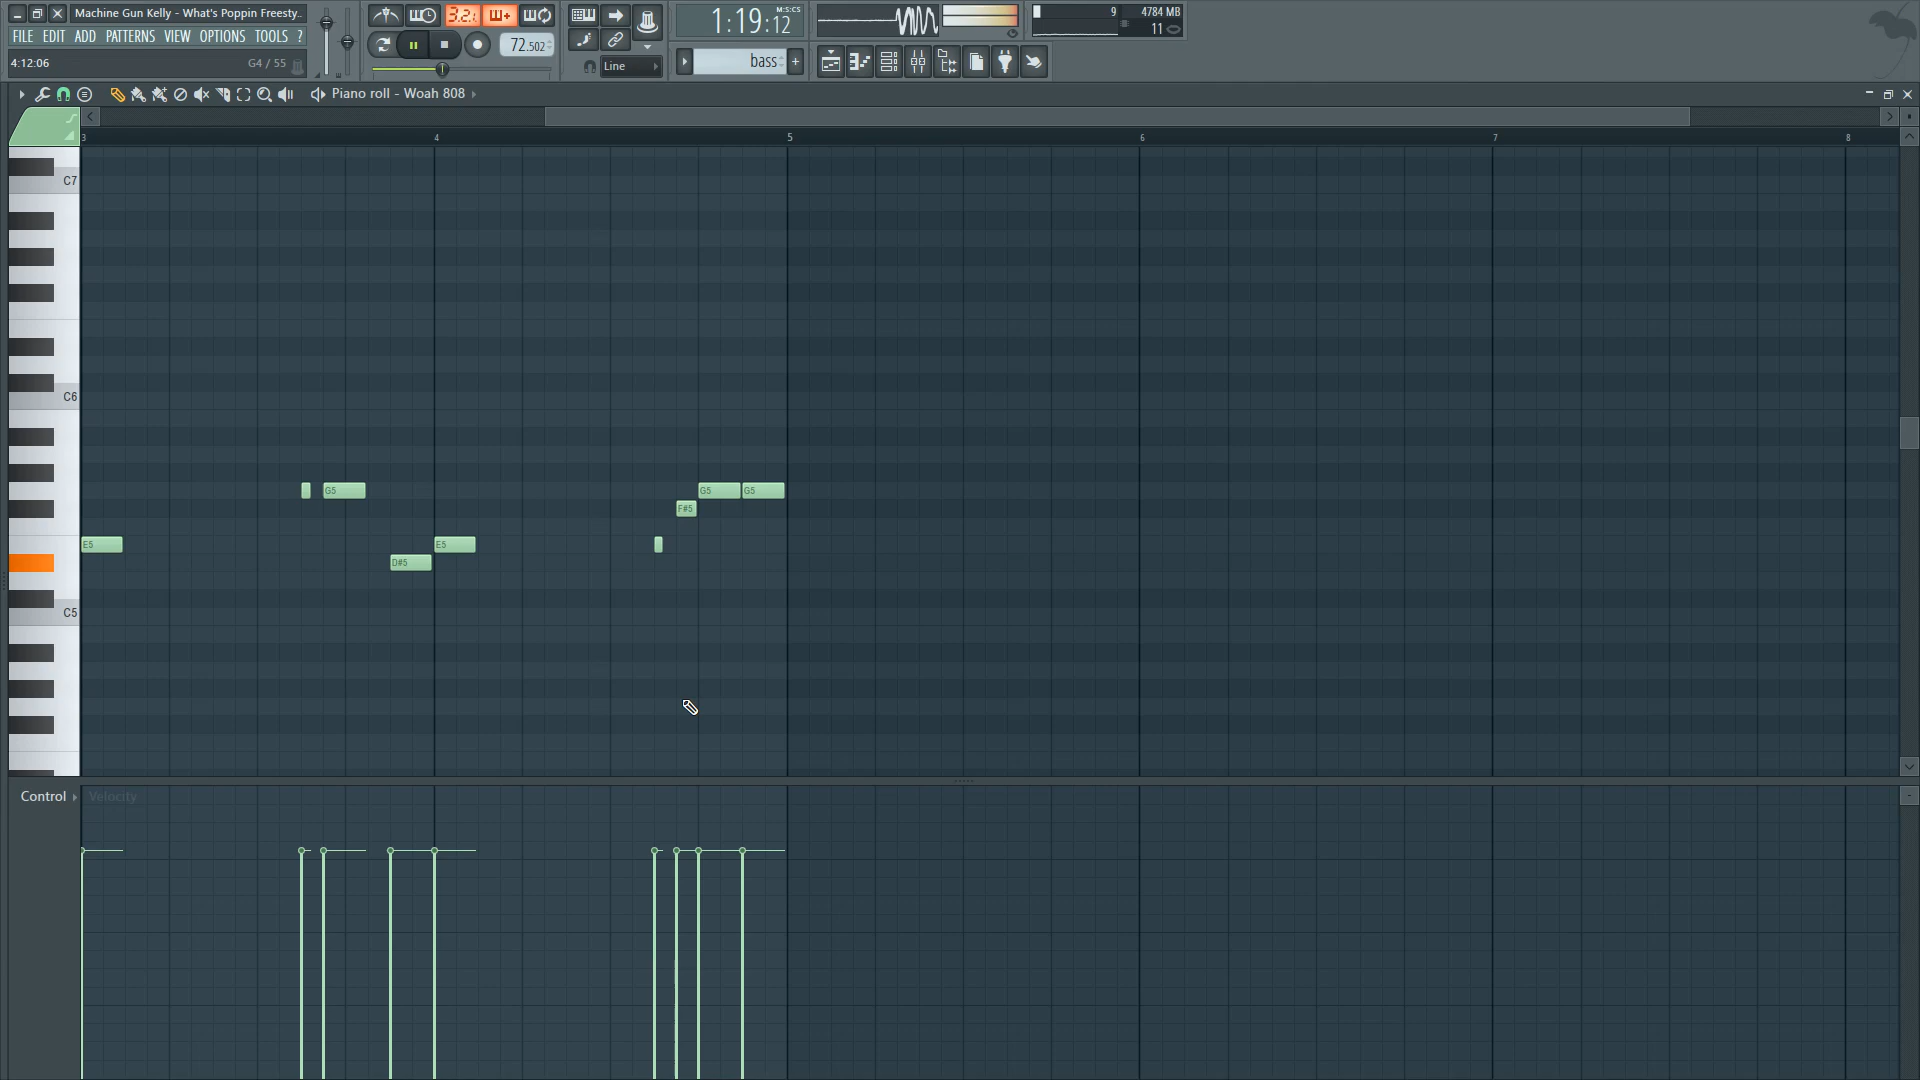 Machine Gun Kelly - What's Poppin Freesty..
FILE EDIT ADD PATTERNS VIEW OPTIONS TOOLS ?
4:12:06 G4 / 55
3.2.
72.502
Line
1:19:12 M:S:CS
bass
9 4784 MB
11
Piano roll - Woah 808
3 4 5 6 7 8
C7
C6
G5 G5 G5
F#5
E5 E5
D#5
C5
Control Velocity